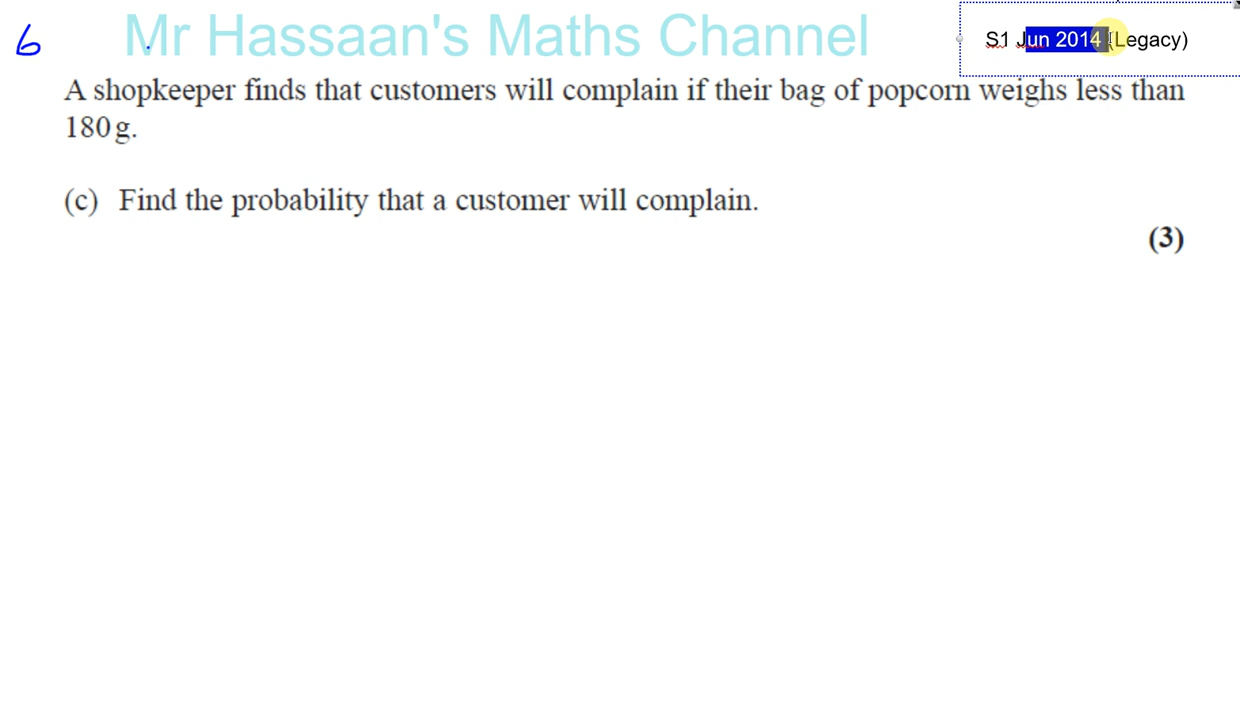 6 Mr Hassaan's Maths Channel
S1 Jun 2014 (Legacy)
A shopkeeper finds that customers will complain if their bag of popcorn weighs less than
180 g.
(c) Find the probability that a customer will complain.
(3)